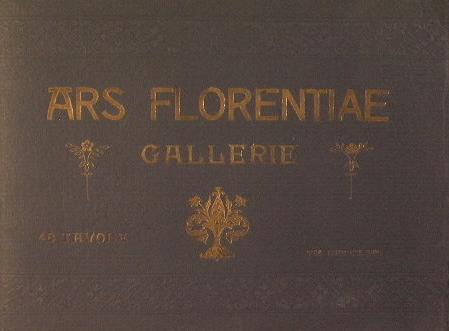 ARS FLORENTIAE
GALLERIE
48 TAVOLE